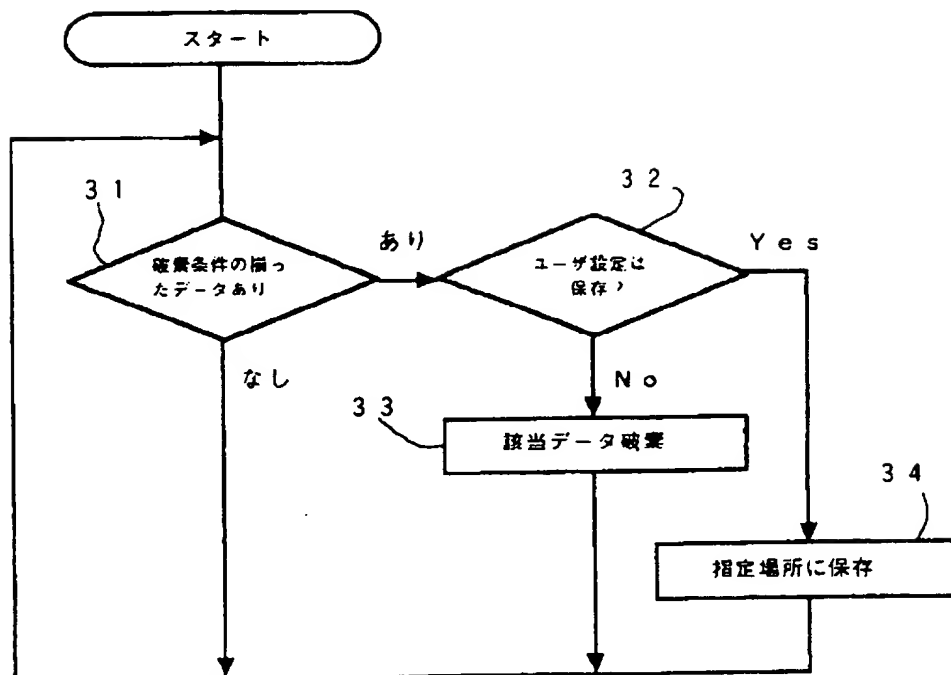 スタート
31
破棄条件の揃っ
たデータあり
あり
なし
32
ユーザ設定は
保存?
Yes
No
33
該当データ破棄
34
指定場所に保存